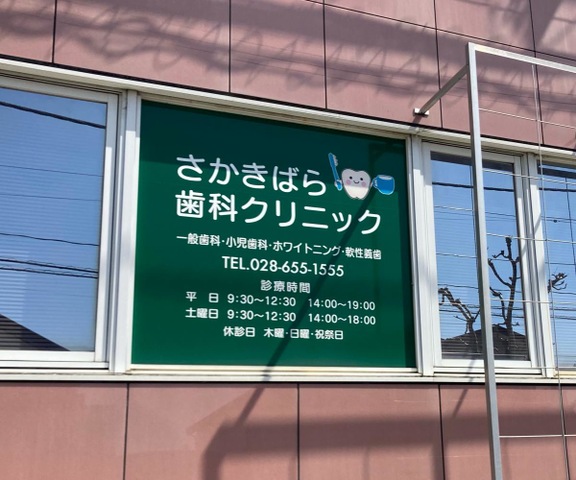 さかきばら
歯科クリニック
一般歯科・小児歯科・ホワイトニング・軟性義歯
TEL.028-655-1555
診療時間
平　日　9:30～12:30　14:00～19:00
土曜日　9:30～12:30　14:00～18:00
休診日　木曜・日曜・祝祭日